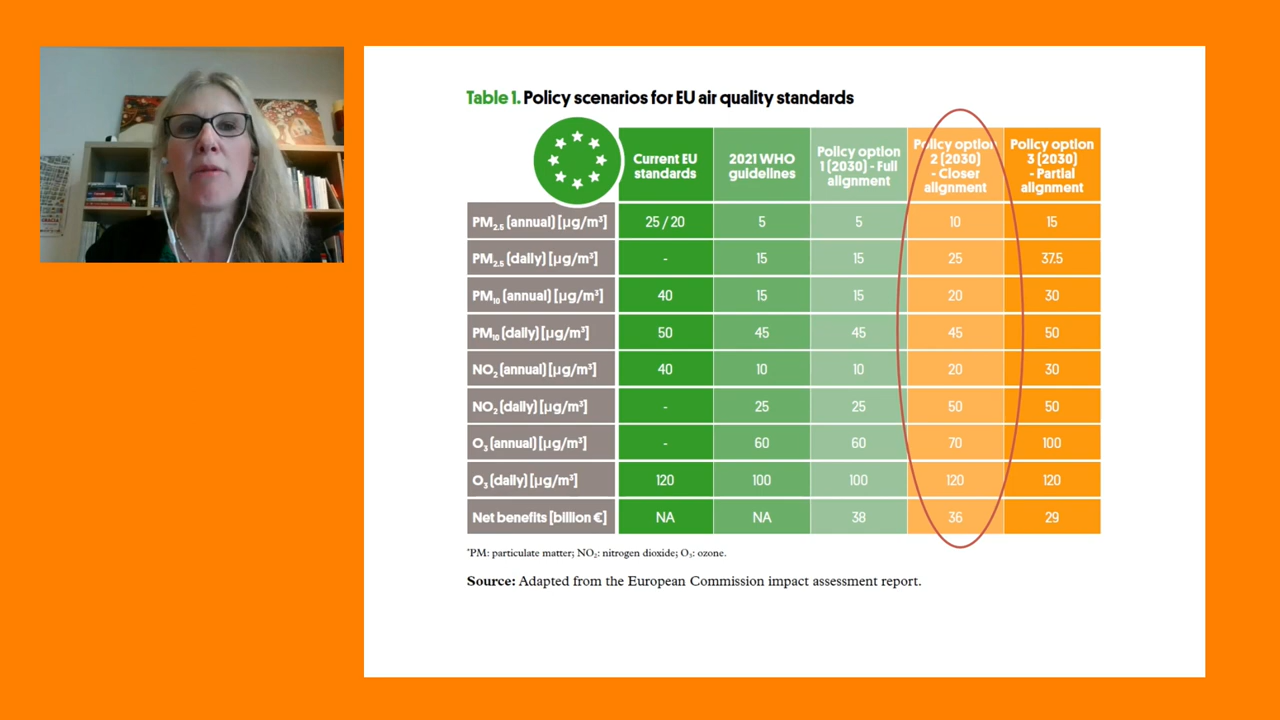 Table 1. Policy scenarios for EU air quality standards
Current EU standards
2021 WHO guidelines
Policy option 1 (2030) - Full alignment
Policy option 2 (2030) - Closer alignment
Policy option 3 (2030) - Partial alignment
PM2.5 (annual) [µg/m³] 25 / 20 5 5 10 15
PM2.5 (daily) [µg/m³] - 15 15 25 37.5
PM10 (annual) [µg/m³] 40 15 15 20 30
PM10 (daily) [µg/m³] 50 45 45 45 50
NO2 (annual) [µg/m³] 40 10 10 20 30
NO2 (daily) [µg/m³] - 25 25 50 50
O3 (annual) [µg/m³] - 60 60 70 100
O3 (daily) [µg/m³] 120 100 100 120 120
Net benefits [billion €] NA NA 38 36 29
*PM: particulate matter; NO2: nitrogen dioxide; O3: ozone.
Source: Adapted from the European Commission impact assessment report.